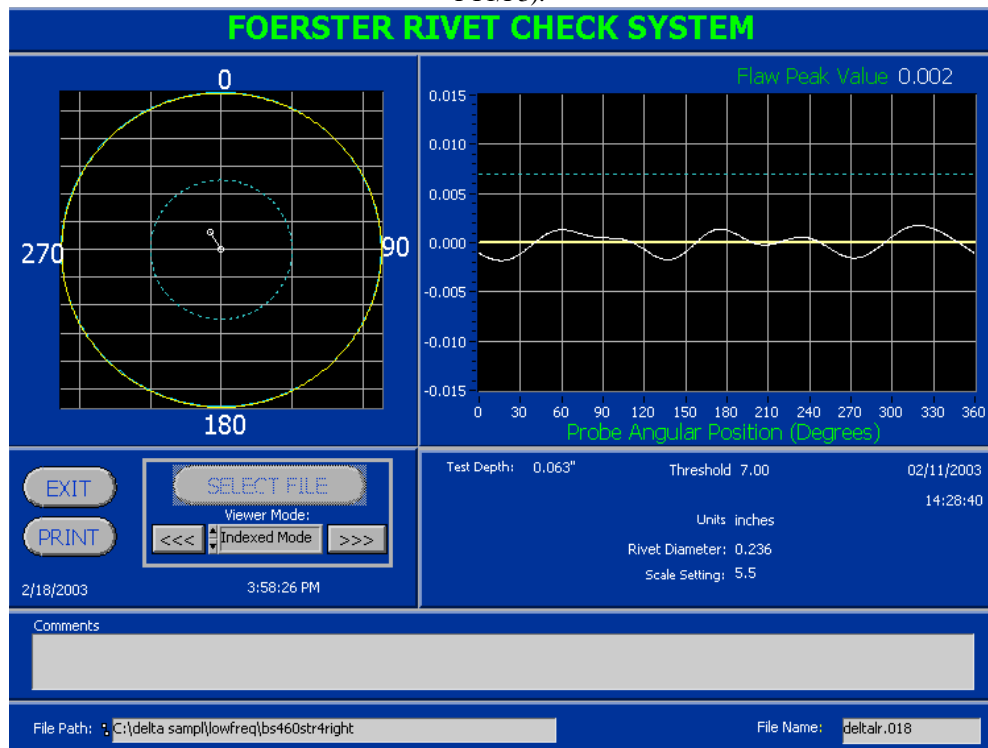 FOERSTER RIVET CHECK SYSTEM
0
270
90
180
Flaw Peak Value 0.002
0.015
0.010
0.005
0.000
-0.005
-0.010
-0.015
0 30 60 90 120 150 180 210 240 270 300 330 360
Probe Angular Position (Degrees)
EXIT
PRINT
SELECT FILE
Viewer Mode:
<<< Indexed Mode >>>
2/18/2003 3:58:26 PM
Test Depth: 0.063" Threshold 7.00 02/11/2003
14:28:40
Units inches
Rivet Diameter: 0.236
Scale Setting: 5.5
Comments
File Path: C:\delta sampl\lowfreq\bs460str4right
File Name: deltalr.018